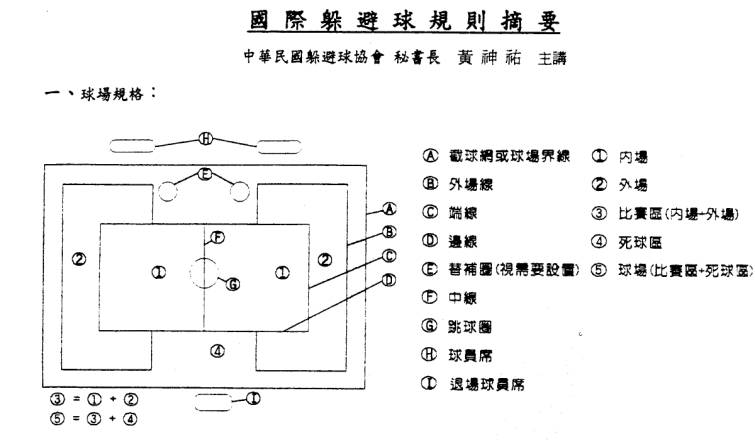 國際躲避球規則摘要
中華民國躲避球協會 秘書長 黃神祐 主講
一、球場規格：
Ⓗ
Ⓔ
Ⓐ
Ⓕ
Ⓑ
② ① ① ②
Ⓒ
Ⓖ
Ⓓ
④
Ⓘ
③ = ① + ②
⑤ = ③ + ④
Ⓐ 截球網或球場界線
Ⓑ 外場線
Ⓒ 端線
Ⓓ 邊線
Ⓔ 替補圈(視需要設置)
Ⓕ 中線
Ⓖ 跳球圈
Ⓗ 球員席
Ⓘ 退場球員席
① 內場
② 外場
③ 比賽區(內場+外場)
④ 死球區
⑤ 球場(比賽區+死球區)